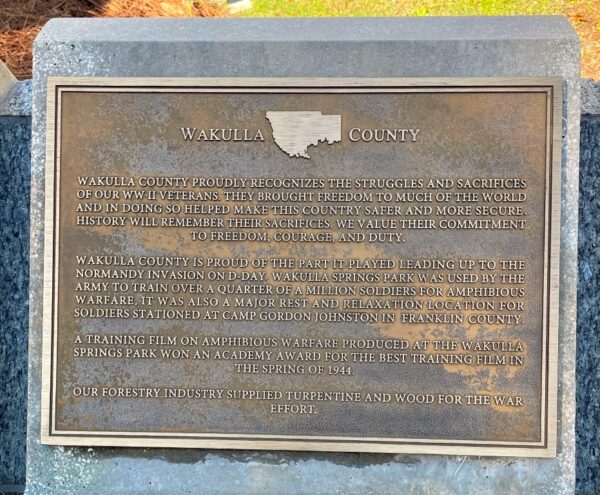 WAKULLA COUNTY
WAKULLA COUNTY PROUDLY RECOGNIZES THE STRUGGLES AND SACRIFICES
OF OUR WW II VETERANS. THEY BROUGHT FREEDOM TO MUCH OF THE WORLD
AND IN DOING SO HELPED MAKE THIS COUNTRY SAFER AND MORE SECURE.
HISTORY WILL REMEMBER THEIR SACRIFICES. WE VALUE THEIR COMMITMENT
TO FREEDOM, COURAGE, AND DUTY.
WAKULLA COUNTY IS PROUD OF THE PART IT PLAYED LEADING UP TO THE
NORMANDY INVASION ON D-DAY. WAKULLA SPRINGS PARK WAS USED BY THE
ARMY TO TRAIN OVER A QUARTER OF A MILLION SOLDIERS FOR AMPHIBIOUS
WARFARE. IT WAS ALSO A MAJOR REST AND RELAXATION LOCATION FOR
SOLDIERS STATIONED AT CAMP GORDON JOHNSTON IN FRANKLIN COUNTY.
A TRAINING FILM ON AMPHIBIOUS WARFARE PRODUCED AT THE WAKULLA
SPRINGS PARK WON AN ACADEMY AWARD FOR THE BEST TRAINING FILM IN
THE SPRING OF 1944.
OUR FORESTRY INDUSTRY SUPPLIED TURPENTINE AND WOOD FOR THE WAR
EFFORT.